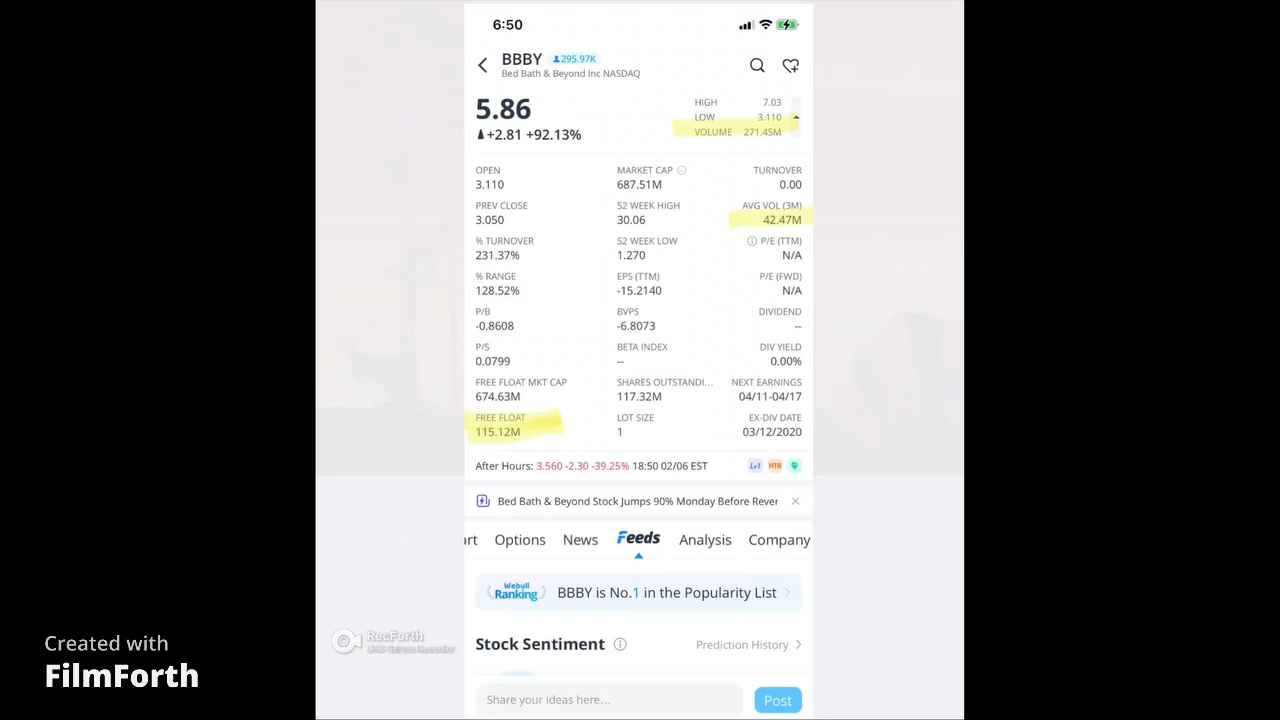 6:50
BBBY 295.97K
Bed Bath & Beyond Inc NASDAQ
5.86
+2.81 +92.13%
HIGH 7.03
LOW 3.110
VOLUME 271.45M
OPEN MARKET CAP TURNOVER
3.110 687.51M 0.00
PREV CLOSE 52 WEEK HIGH AVG VOL (3M)
3.050 30.06 42.47M
% TURNOVER 52 WEEK LOW P/E (TTM)
231.37% 1.270 N/A
% RANGE EPS (TTM) P/E (FWD)
128.52% -15.2140 N/A
P/B BVPS DIVIDEND
-0.8608 -6.8073 --
P/S BETA INDEX DIV YIELD
0.0799 -- 0.00%
FREE FLOAT MKT CAP SHARES OUTSTANDI... NEXT EARNINGS
674.63M 117.32M 04/11-04/17
FREE FLOAT LOT SIZE EX-DIV DATE
115.12M 1 03/12/2020
After Hours: 3.560 -2.30 -39.25% 18:50 02/06 EST Lv1 HTB
Bed Bath & Beyond Stock Jumps 90% Monday Before Rever
rt Options News Feeds Analysis Company
Webull Ranking BBBY is No.1 in the Popularity List
Stock Sentiment Prediction History
Share your ideas here... Post
RecForth
UHD Screen Recorder
Created with
FilmForth